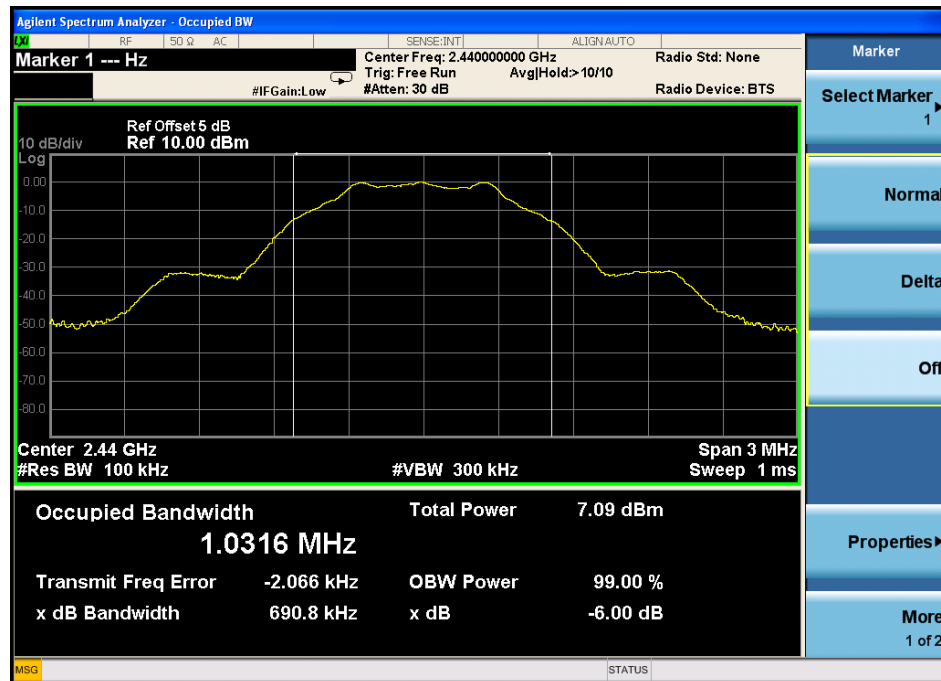 Agilent Spectrum Analyzer - Occupied BW
LXI RF 50 Ω AC SENSE:INT ALIGN AUTO
Marker 1 --- Hz
Center Freq: 2.440000000 GHz
Radio Std: None
Trig: Free Run Avg|Hold:>10/10
#IFGain:Low
#Atten: 30 dB
Radio Device: BTS
Ref Offset 5 dB
10 dB/div Ref 10.00 dBm
Log
0.00
-10.0
-20.0
-30.0
-40.0
-50.0
-60.0
-70.0
-80.0
Center 2.44 GHz Span 3 MHz
#Res BW 100 kHz #VBW 300 kHz Sweep 1 ms
Occupied Bandwidth Total Power 7.09 dBm
1.0316 MHz
Transmit Freq Error -2.066 kHz OBW Power 99.00 %
x dB Bandwidth 690.8 kHz x dB -6.00 dB
MSG STATUS
Marker
Select Marker
1
Normal
Delta
Off
Properties
More
1 of 2